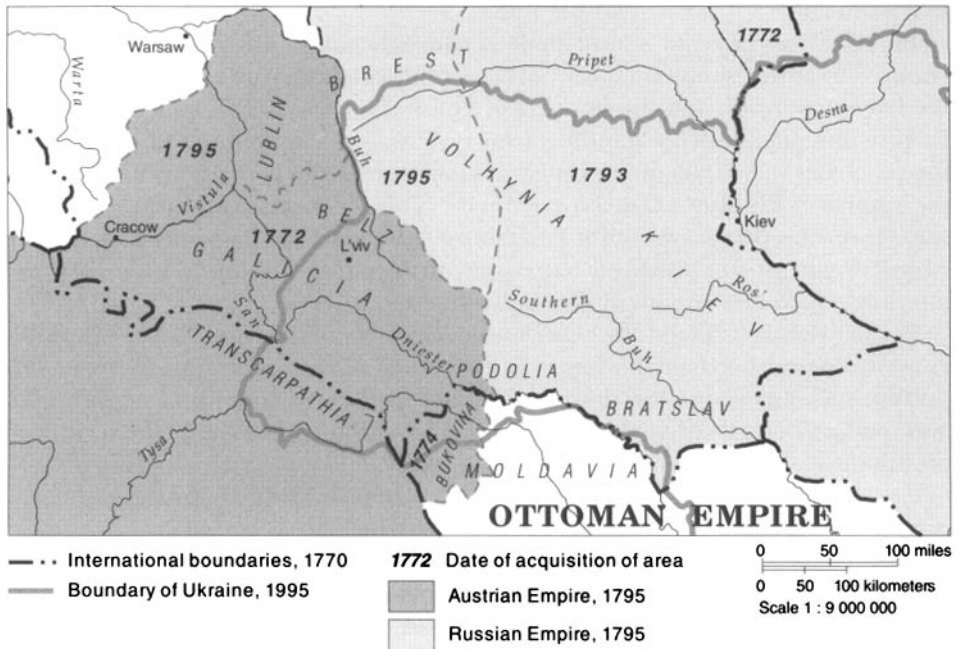 1772
Warsaw
Warta
BREST
Pripet
Desna
LUBLIN
1795
Buh
VOLHYNIA
1795
1793
Vistula
BELZ
Kiev
Cracow
1772
L'viv
KIEV
GALICIA
San
Southern
Buh
Ros'
TRANSCARPATHIA
Dniester
PODOLIA
BRATSLAV
Tysa
1774
BUKOVINA
MOLDAVIA
OTTOMAN EMPIRE
International boundaries, 1770
Boundary of Ukraine, 1995
1772 Date of acquisition of area
Austrian Empire, 1795
Russian Empire, 1795
0 50 100 miles
0 50 100 kilometers
Scale 1 : 9 000 000